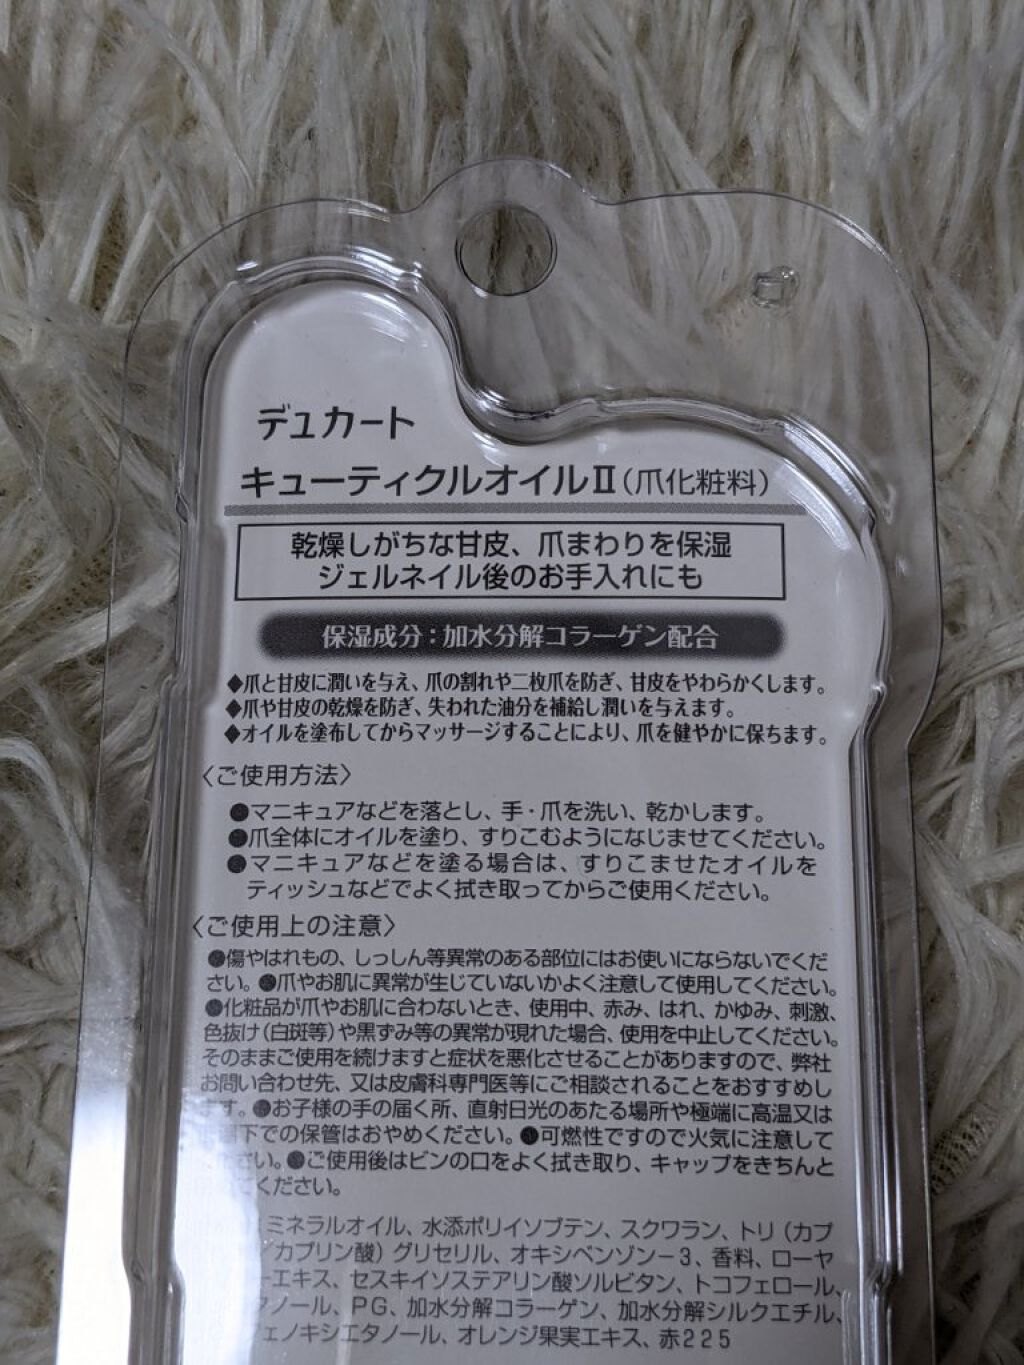 デュカート
キューティクルオイルⅡ(爪化粧料)
乾燥しがちな甘皮、爪まわりを保湿
ジェルネイル後のお手入れにも
保湿成分:加水分解コラーゲン配合
◆爪と甘皮に潤いを与え、爪の割れや二枚爪を防ぎ、甘皮をやわらかくします。
◆爪や甘皮の乾燥を防ぎ、失われた油分を補給し潤いを与えます。
◆オイルを塗布してからマッサージすることにより、爪を健やかに保ちます。
〈ご使用方法〉
●マニキュアなどを落とし、手・爪を洗い、乾かします。
●爪全体にオイルを塗り、すりこむようになじませてください。
●マニキュアなどを塗る場合は、すりこませたオイルを
ティッシュなどでよく拭き取ってからご使用ください。
〈ご使用上の注意〉
●傷やはれもの、しっしん等異常のある部位にはお使いにならないでくだ
さい。●爪やお肌に異常が生じていないかよく注意して使用してください。
●化粧品が爪やお肌に合わないとき、使用中、赤み、はれ、かゆみ、刺激、
色抜け(白斑等)や黒ずみ等の異常が現れた場合、使用を中止してください。
そのままご使用を続けますと症状を悪化させることがありますので、弊社
お問い合わせ先、又は皮膚科専門医等にご相談されることをおすすめし
ます。●お子様の手の届く所、直射日光のあたる場所や極端に高温又は
下での保管はおやめください。●可燃性ですので火気に注意して
ください。●ご使用後はビンの口をよく拭き取り、キャップをきちんと
ください。
ミネラルオイル、水添ポリイソブテン、スクワラン、トリ(カプ
/カプリン酸)グリセリル、オキシベンゾン-3、香料、ローヤ
ーエキス、セスキイソステアリン酸ソルビタン、トコフェロール、
タノール、PG、加水分解コラーゲン、加水分解シルクエチル、
ェノキシエタノール、オレンジ果実エキス、赤225